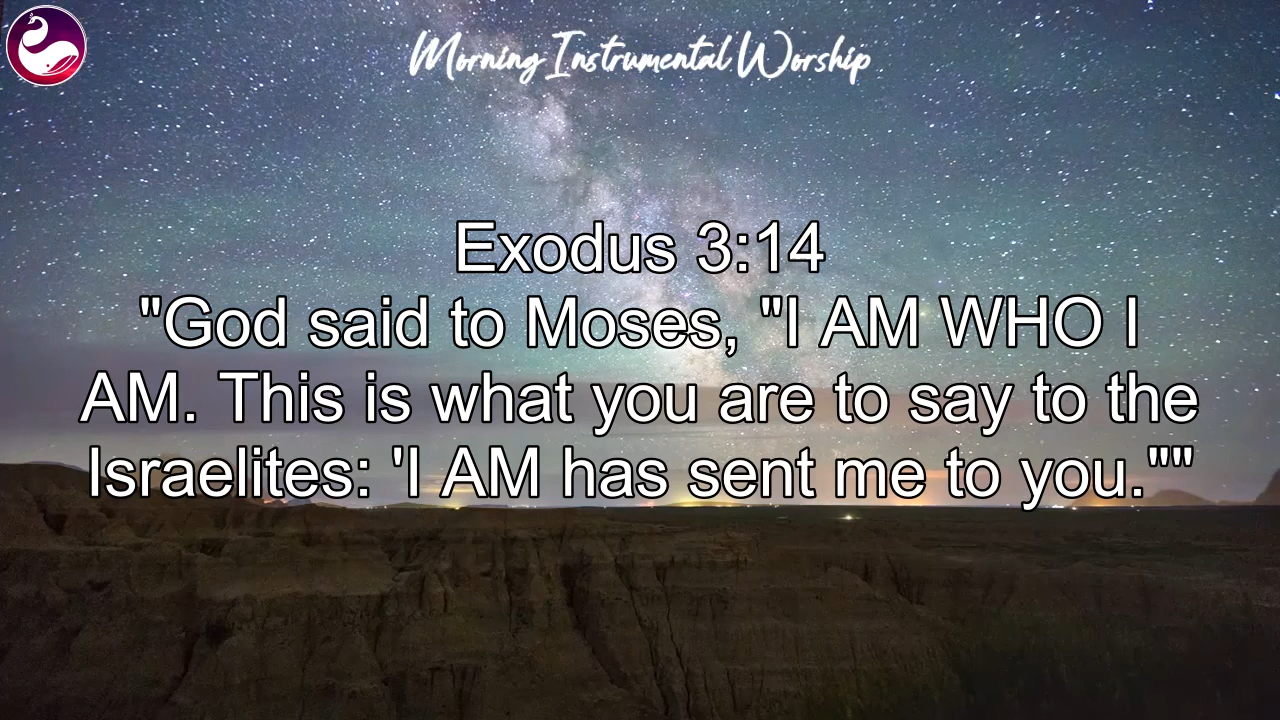 Morning Instrumental Worship
Exodus 3:14
"God said to Moses, "I AM WHO I
AM. This is what you are to say to the
Israelites: 'I AM has sent me to you.""